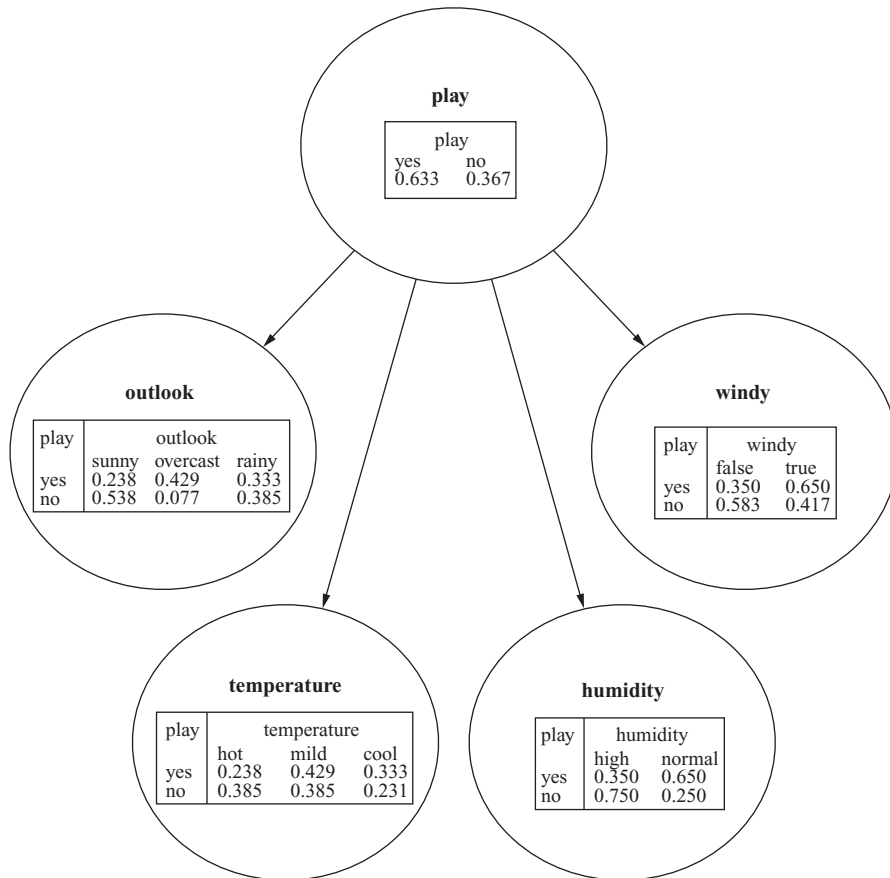 play
play
yes no
0.633 0.367
outlook
play outlook
sunny overcast rainy
yes 0.238 0.429 0.333
no 0.538 0.077 0.385
windy
play windy
false true
yes 0.350 0.650
no 0.583 0.417
temperature
play temperature
hot mild cool
yes 0.238 0.429 0.333
no 0.385 0.385 0.231
humidity
play humidity
high normal
yes 0.350 0.650
no 0.750 0.250